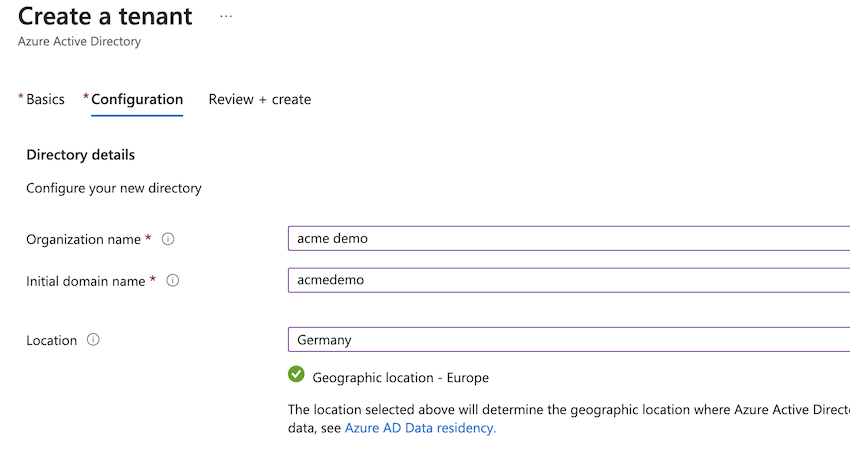 Create a tenant ...
Azure Active Directory
* Basics * Configuration Review + create
Directory details
Configure your new directory
Organization name * acme demo
Initial domain name * acmedemo
Location Germany
Geographic location - Europe
The location selected above will determine the geographic location where Azure Active
data, see Azure AD Data residency.